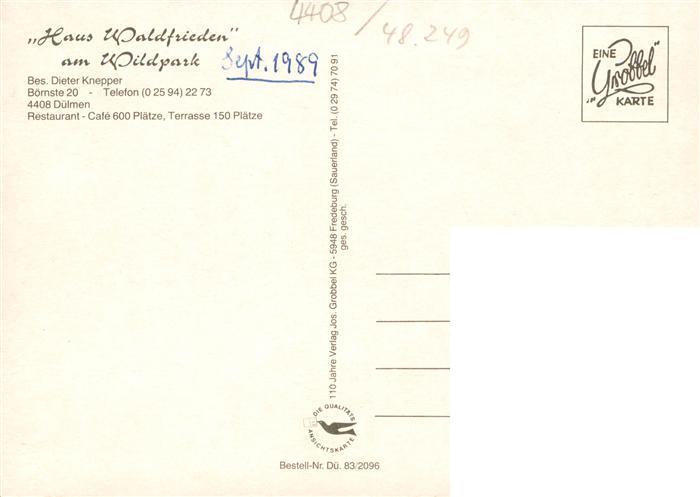 4408 / 48.249
„Haus Waldfrieden"
am Wildpark
Sept. 1989
Bes. Dieter Knepper
Börnste 20 - Telefon (0 25 94) 22 73
4408 Dülmen
Restaurant - Café 600 Plätze, Terrasse 150 Plätze
EINE
„Grobbel"
KARTE
110 Jahre Verlag Jos. Grobbel KG - 5948 Fredeburg (Sauerland) - Tel. (0 29 74) 70 91
ges. gesch.
DIE QUALITÄTS
ANSICHTSKARTE
Bestell-Nr. Dü. 83/2096